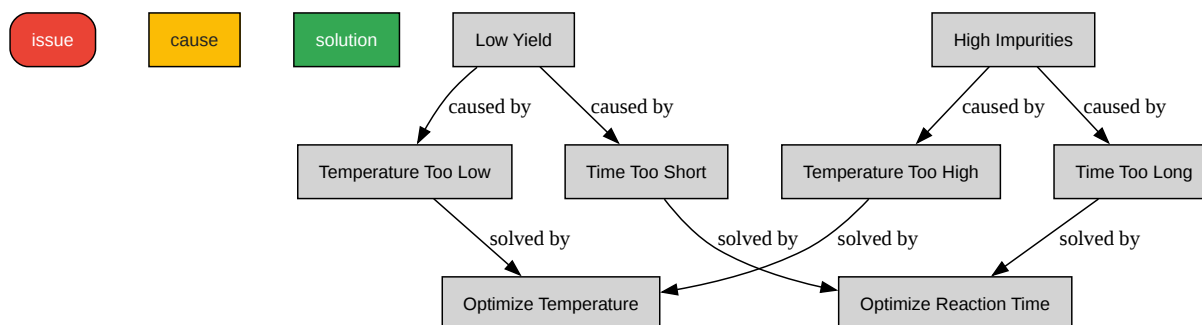 issue
cause
solution
Low Yield
High Impurities
caused by
caused by
caused by
caused by
Temperature Too Low
Time Too Short
Temperature Too High
Time Too Long
solved by
solved by
solved by
solved by
Optimize Temperature
Optimize Reaction Time